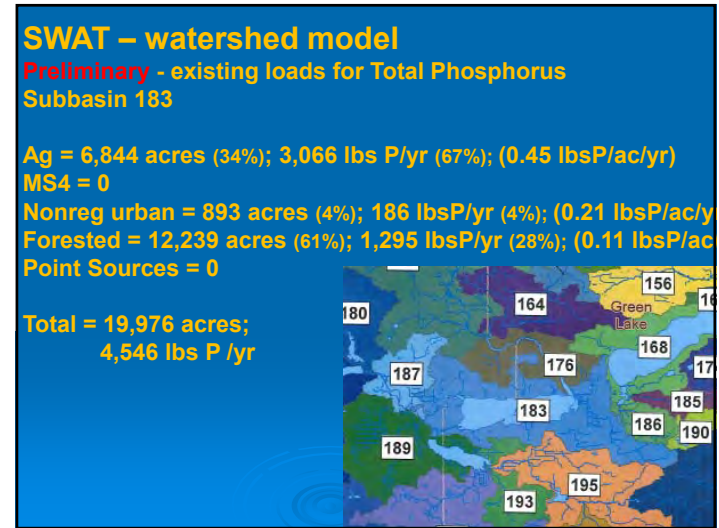 SWAT – watershed model
Preliminary - existing loads for Total Phosphorus
Subbasin 183
Ag = 6,844 acres (34%); 3,066 lbs P/yr (67%); (0.45 lbsP/ac/yr)
MS4 = 0
Nonreg urban = 893 acres (4%); 186 lbsP/yr (4%); (0.21 lbsP/ac/y
Forested = 12,239 acres (61%); 1,295 lbsP/yr (28%); (0.11 lbsP/ac
Point Sources = 0
Total = 19,976 acres;
4,546 lbs P /yr
156
164
Green
Lake
16
180
168
176
17
187
183
185
186
190
189
195
193